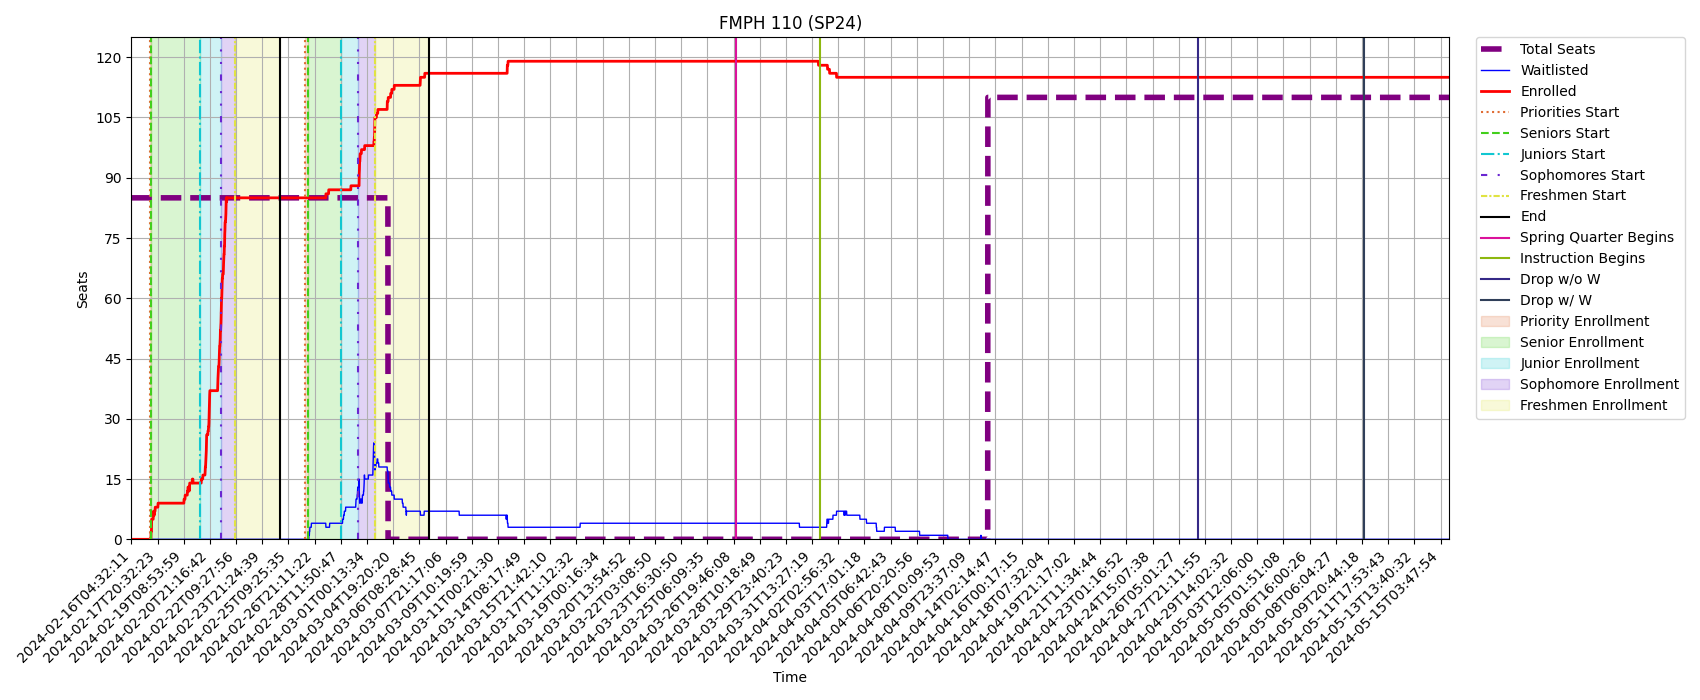 FMPH 110 (SP24)
120
105
90
75
60
45
30
15
0
Seats
2024-02-16T04:32:11
2024-02-17T20:32:23
2024-02-19T08:53:59
2024-02-20T21:16:42
2024-02-22T09:27:56
2024-02-23T21:24:39
2024-02-25T09:25:35
2024-02-26T21:11:22
2024-02-28T11:50:47
2024-03-01T00:13:34
2024-03-04T19:20:20
2024-03-06T08:28:45
2024-03-07T21:17:06
2024-03-09T10:19:59
2024-03-11T00:21:30
2024-03-14T08:17:49
2024-03-15T21:42:10
2024-03-17T11:12:32
2024-03-19T00:16:34
2024-03-20T13:54:52
2024-03-22T03:08:50
2024-03-23T16:30:50
2024-03-25T06:09:35
2024-03-26T19:46:08
2024-03-28T10:18:49
2024-03-29T23:40:23
2024-03-31T13:27:19
2024-04-02T02:56:32
2024-04-03T17:01:18
2024-04-05T06:42:43
2024-04-06T20:20:56
2024-04-08T10:09:53
2024-04-09T23:37:09
2024-04-14T02:14:47
2024-04-16T00:17:15
2024-04-18T07:32:04
2024-04-19T21:17:02
2024-04-21T11:34:44
2024-04-23T01:16:52
2024-04-24T15:07:38
2024-04-26T05:01:27
2024-04-27T21:11:55
2024-04-29T14:02:32
2024-05-03T12:06:00
2024-05-05T01:51:08
2024-05-06T16:00:26
2024-05-08T06:04:27
2024-05-09T20:44:18
2024-05-11T17:53:43
2024-05-13T13:40:32
2024-05-15T03:47:54
Time
Total Seats
Waitlisted
Enrolled
Priorities Start
Seniors Start
Juniors Start
Sophomores Start
Freshmen Start
End
Spring Quarter Begins
Instruction Begins
Drop w/o W
Drop w/ W
Priority Enrollment
Senior Enrollment
Junior Enrollment
Sophomore Enrollment
Freshmen Enrollment